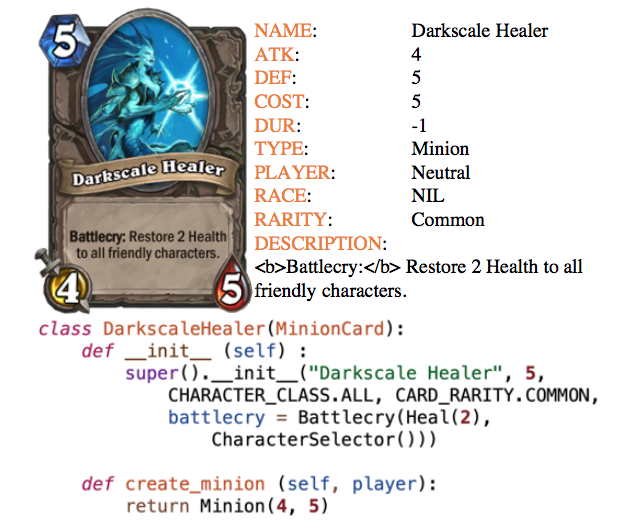 5
Darkscale Healer
Battlecry: Restore 2 Health
to all friendly characters.
4
5
NAME: Darkscale Healer
ATK: 4
DEF: 5
COST: 5
DUR: -1
TYPE: Minion
PLAYER: Neutral
RACE: NIL
RARITY: Common
DESCRIPTION:
<b>Battlecry:</b> Restore 2 Health to all
friendly characters.
class DarkscaleHealer(MinionCard):
    def __init__ (self) :
        super().__init__("Darkscale Healer", 5,
            CHARACTER_CLASS.ALL, CARD_RARITY.COMMON,
            battlecry = Battlecry(Heal(2),
                CharacterSelector()))
    def create_minion (self, player):
        return Minion(4, 5)